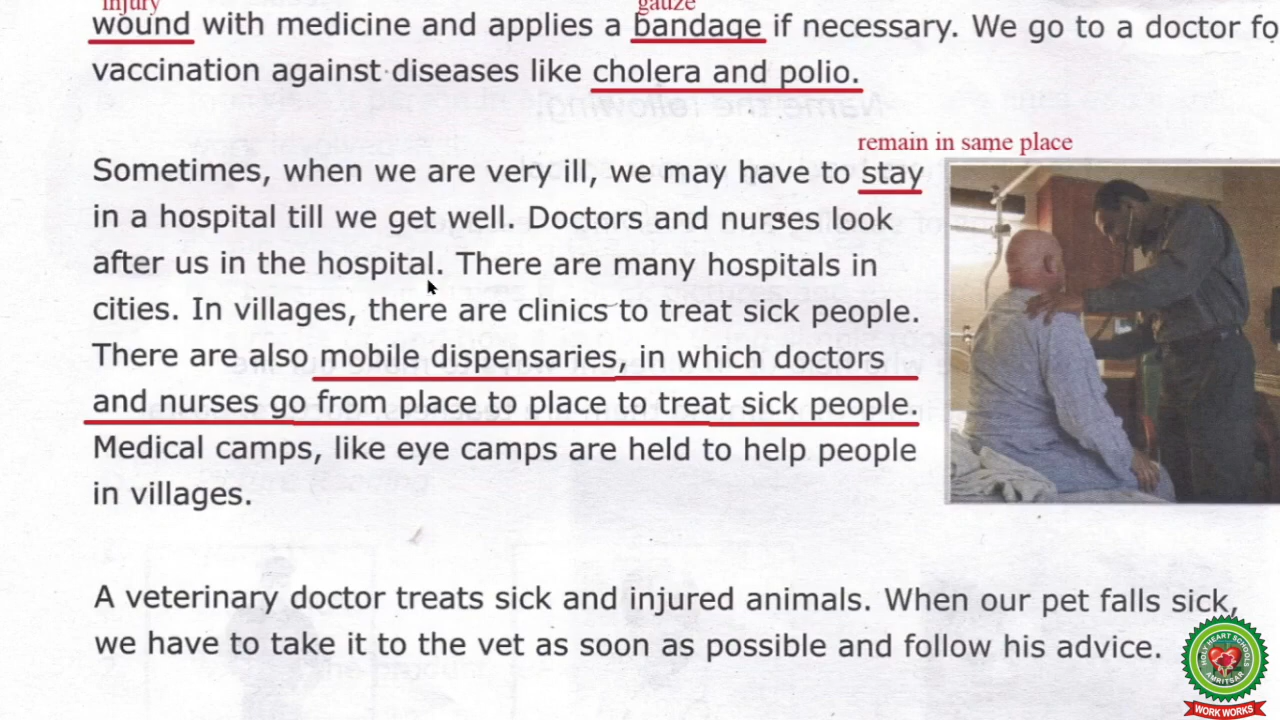 injury gauze
wound with medicine and applies a bandage if necessary. We go to a doctor fo
vaccination against diseases like cholera and polio.
remain in same place
Sometimes, when we are very ill, we may have to stay
in a hospital till we get well. Doctors and nurses look
after us in the hospital. There are many hospitals in
cities. In villages, there are clinics to treat sick people.
There are also mobile dispensaries, in which doctors
and nurses go from place to place to treat sick people.
Medical camps, like eye camps are held to help people
in villages.
A veterinary doctor treats sick and injured animals. When our pet falls sick,
we have to take it to the vet as soon as possible and follow his advice.
HOLY HEART SCHOOLS
AMRITSAR
WORK WORKS